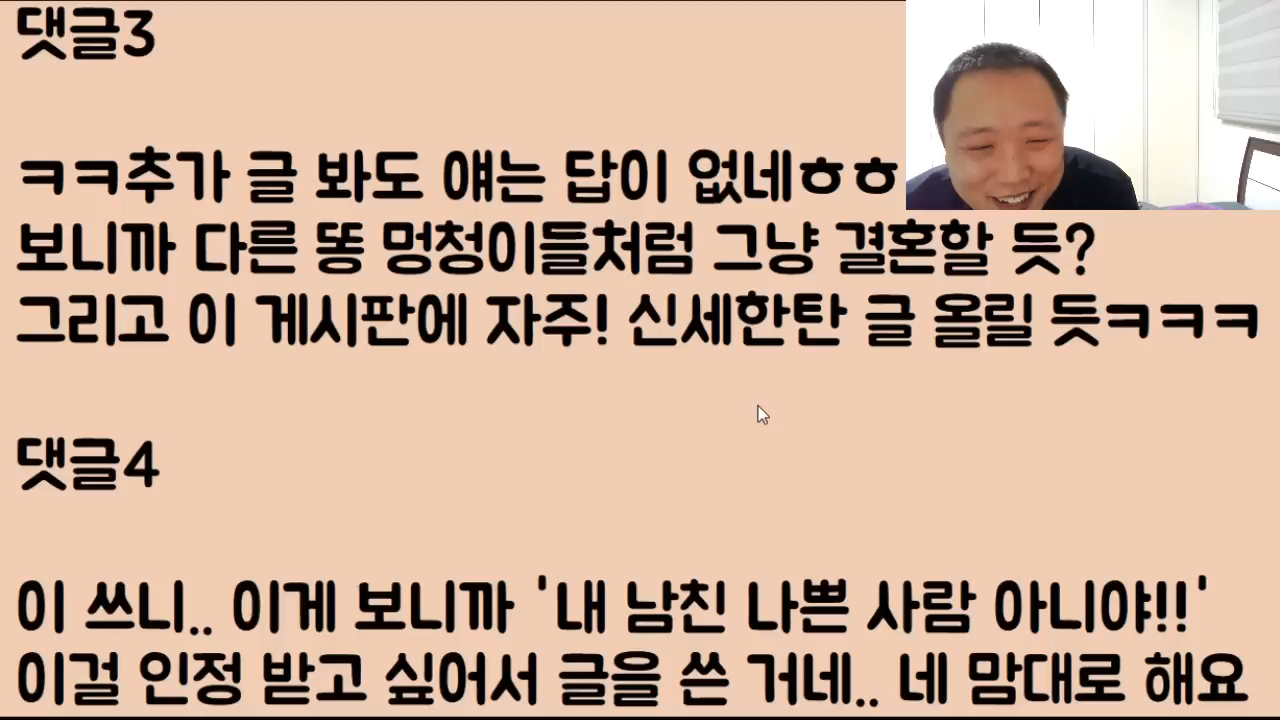 댓글3
ㅋㅋ추가 글 봐도 얘는 답이 없네ㅎㅎ
보니까 다른 똥 멍청이들처럼 그냥 결혼할 듯?
그리고 이 게시판에 자주! 신세한탄 글 올릴 듯ㅋㅋㅋ
댓글4
이 쓰니.. 이게 보니까 '내 남친 나쁜 사람 아니야!!'
이걸 인정 받고 싶어서 글을 쓴 거네.. 네 맘대로 해요